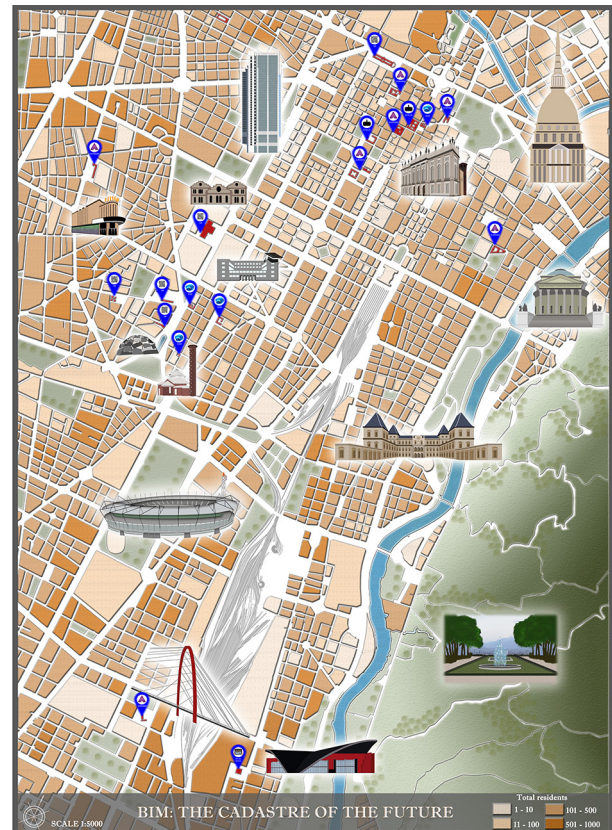 Total residents
1 - 10
101 - 500
11 - 100
501 - 1000
BIM: THE CADASTRE OF THE FUTURE
SCALE 1:5000